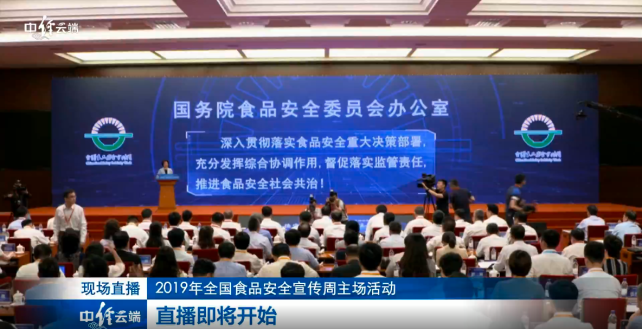 中经云端
国务院食品安全委员会办公室
深入贯彻落实食品安全重大决策部署,
充分发挥综合协调作用,督促落实监管责任,
推进食品安全社会共治!
现场直播
2019年全国食品安全宣传周主场活动
中经云端
直播即将开始